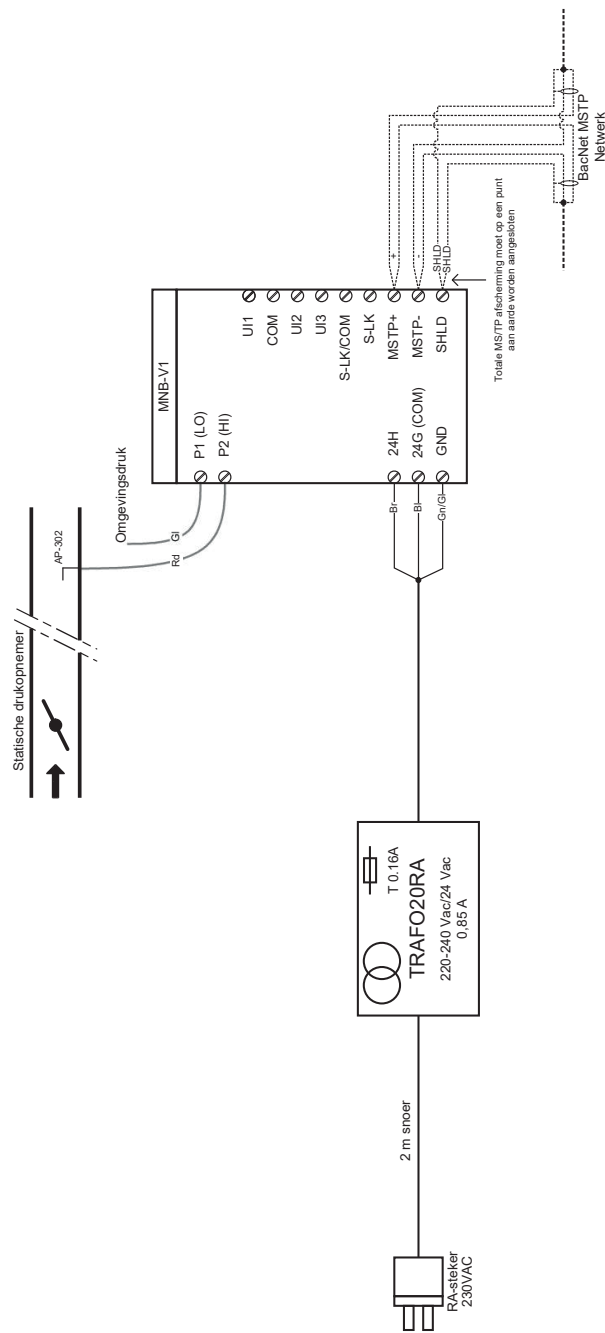 Statische drukopnemer
AP-302
Omgevingsdruk
Rd
Gl
MNB-V1
P1 (LO)
P2 (HI)
UI1
COM
UI2
UI3
S-LK/COM
S-LK
MSTP+
MSTP-
SHLD
24H
24G (COM)
GND
Br
Bl
Gn/Gl
+
-
SHLD
SHLD
Totale MS/TP afscherming moet op een punt
aan aarde worden aangesloten
BacNet MSTP
Netwerk
T 0.16A
TRAFO20RA
220-240 Vac/24 Vac
0,85 A
2 m snoer
RA-steker
230VAC